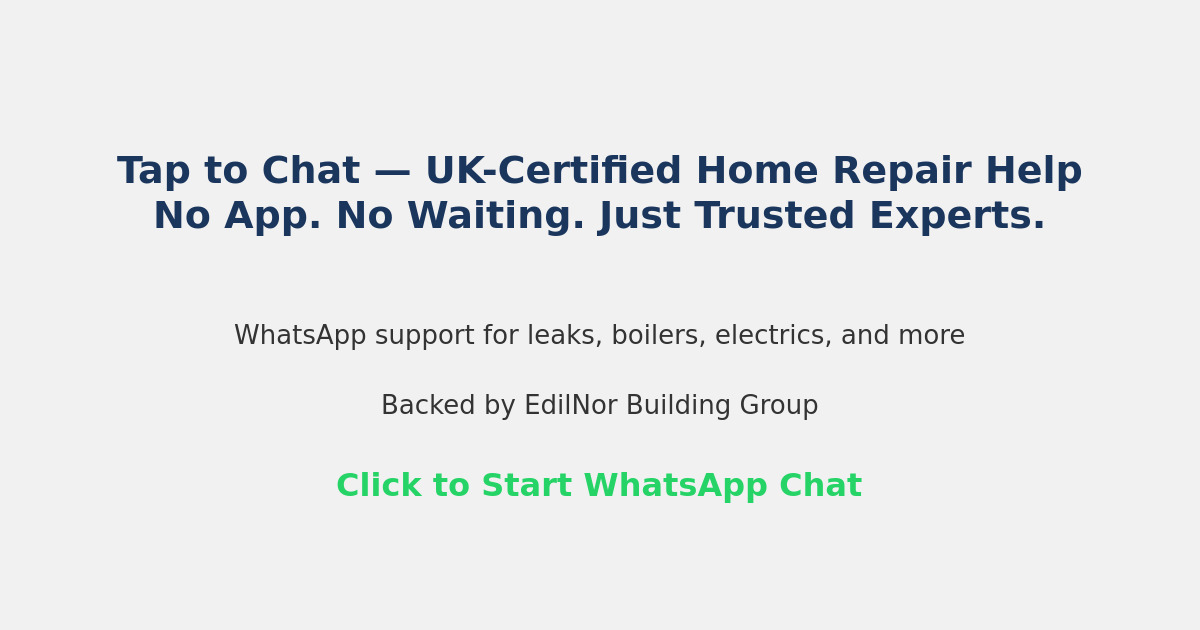 Tap to Chat — UK-Certified Home Repair Help
No App. No Waiting. Just Trusted Experts.
WhatsApp support for leaks, boilers, electrics, and more
Backed by EdilNor Building Group
Click to Start WhatsApp Chat